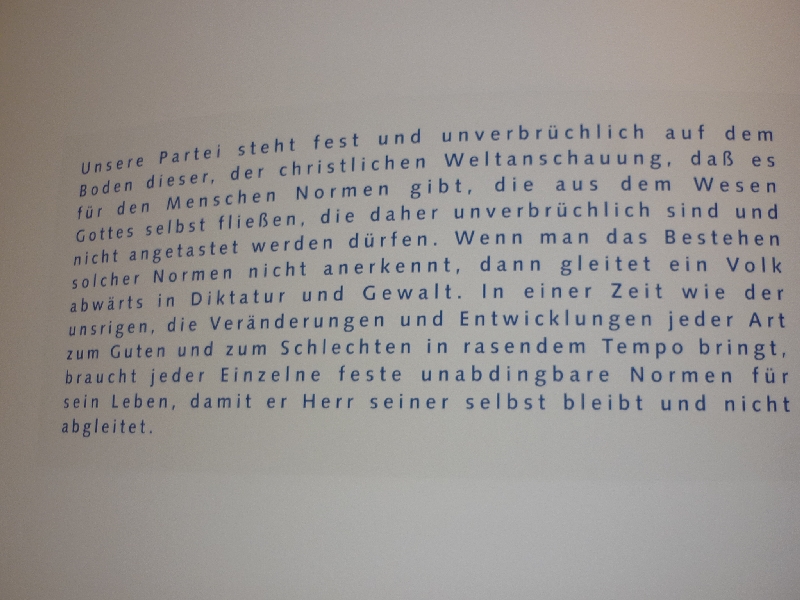 Unsere Partei steht fest und unverbrüchlich auf dem
Boden dieser, der christlichen Weltanschauung, daß es
für den Menschen Normen gibt, die aus dem Wesen
Gottes selbst fließen, die daher unverbrüchlich sind und
nicht angetastet werden dürfen. Wenn man das Bestehen
solcher Normen nicht anerkennt, dann gleitet ein Volk
abwärts in Diktatur und Gewalt. In einer Zeit wie der
unsrigen, die Veränderungen und Entwicklungen jeder Art
zum Guten und zum Schlechten in rasendem Tempo bringt,
braucht jeder Einzelne feste unabdingbare Normen für
sein Leben, damit er Herr seiner selbst bleibt und nicht
abgleitet.